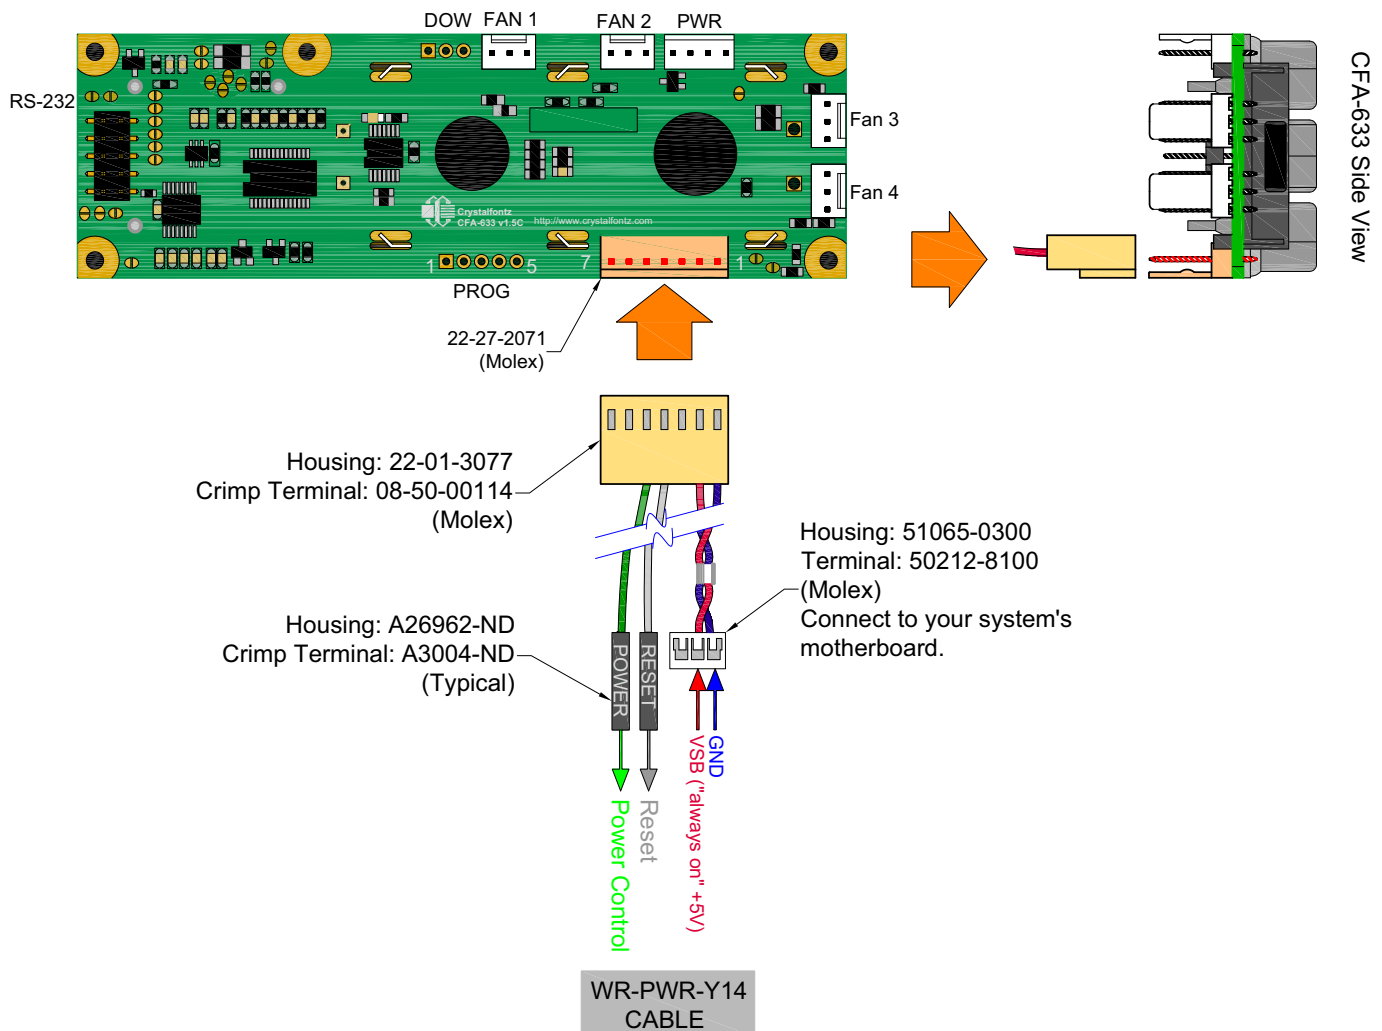 DOW
FAN 1
FAN 2
PWR
RS-232
Fan 3
Fan 4
Crystalfontz
CFA-633 v1.5C
http://www.crystalfontz.com
1
5
7
1
PROG
22-27-2071
(Molex)
CFA-633 Side View
Housing: 22-01-3077
Crimp Terminal: 08-50-00114
(Molex)
Housing: 51065-0300
Terminal: 50212-8100
(Molex)
Connect to your system's
motherboard.
Housing: A26962-ND
Crimp Terminal: A3004-ND
(Typical)
POWER
RESET
Power Control
Reset
VSB ("always on" +5V)
GND
WR-PWR-Y14
CABLE